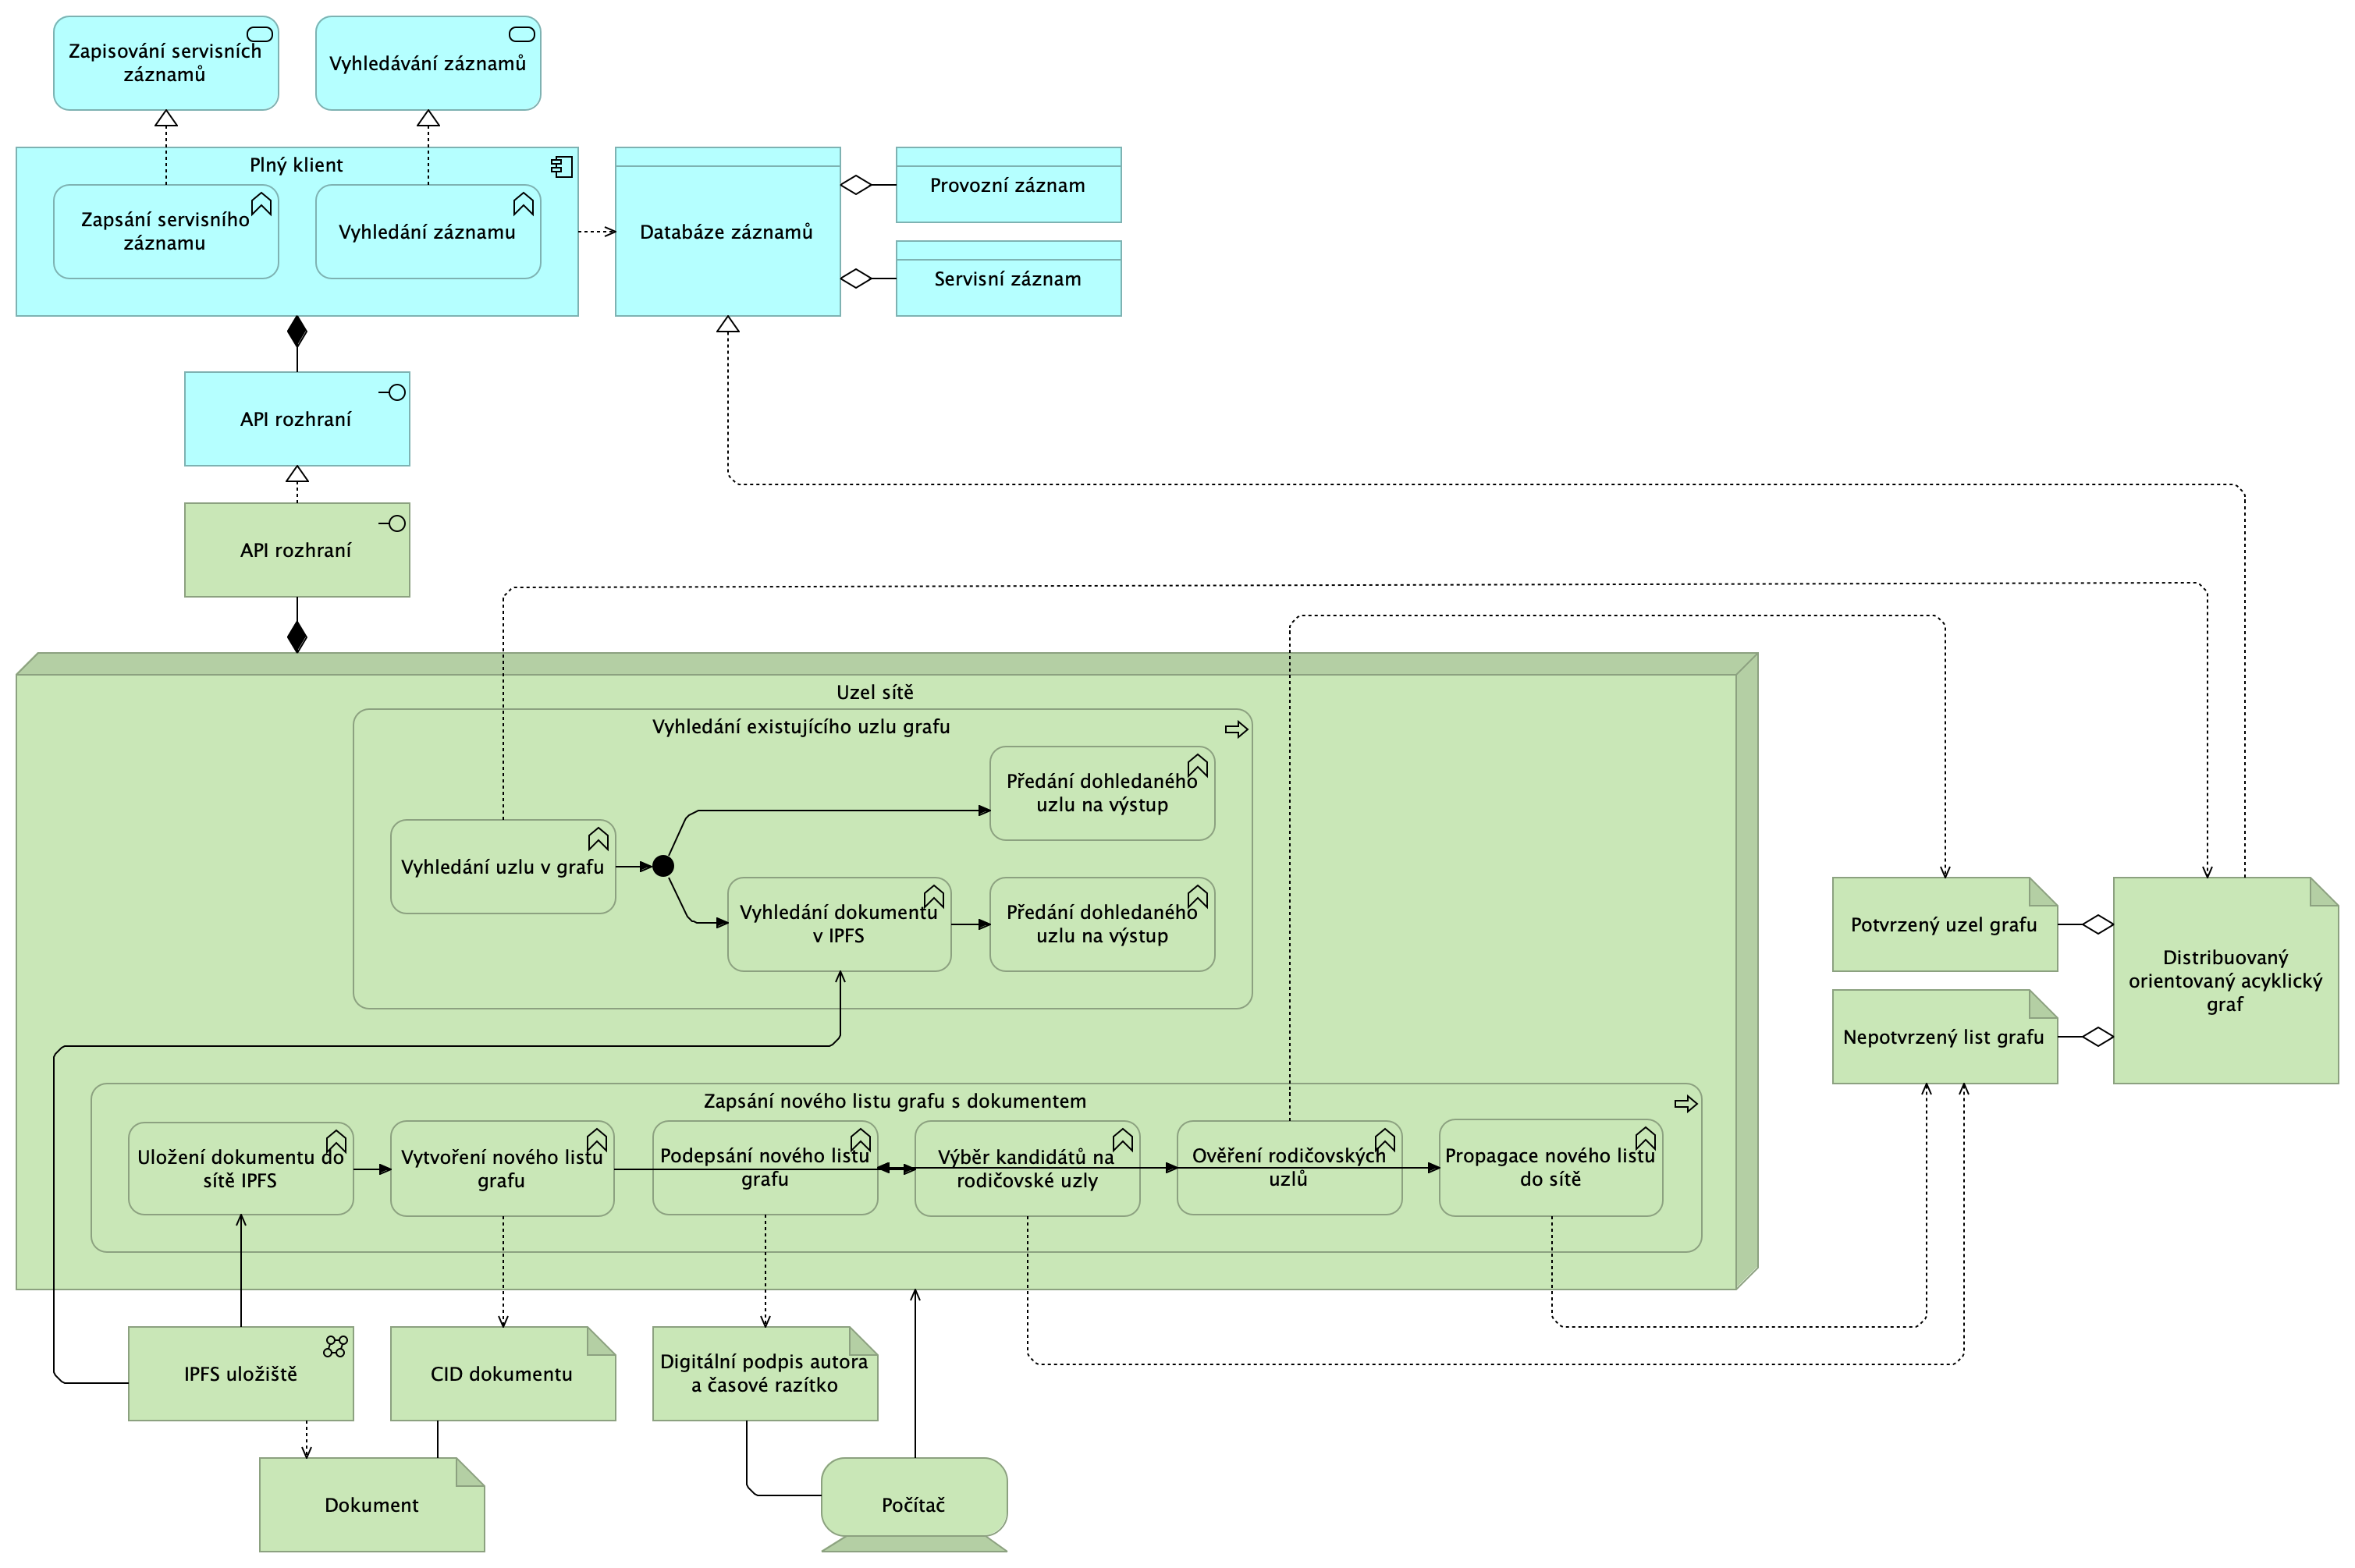 Zapisování servisních
záznamů
Vyhledávání záznamů
Plný klient
Zapsání servisního
záznamu
Vyhledání záznamu
Databáze záznamů
Provozní záznam
Servisní záznam
API rozhraní
API rozhraní
Uzel sítě
Vyhledání existujícího uzlu grafu
Předání dohledaného
uzlu na výstup
Vyhledání uzlu v grafu
Vyhledání dokumentu
v IPFS
Předání dohledaného
uzlu na výstup
Potvrzený uzel grafu
Nepotvrzený list grafu
Distribuovaný
orientovaný acyklický
graf
Zapsání nového listu grafu s dokumentem
Uložení dokumentu do
sítě IPFS
Vytvoření nového listu
grafu
Podepsání nového listu
grafu
Výběr kandidátů na
rodičovské uzly
Ověření rodičovských
uzlů
Propagace nového listu
do sítě
IPFS uložiště
CID dokumentu
Digitální podpis autora
a časové razítko
Dokument
Počítač